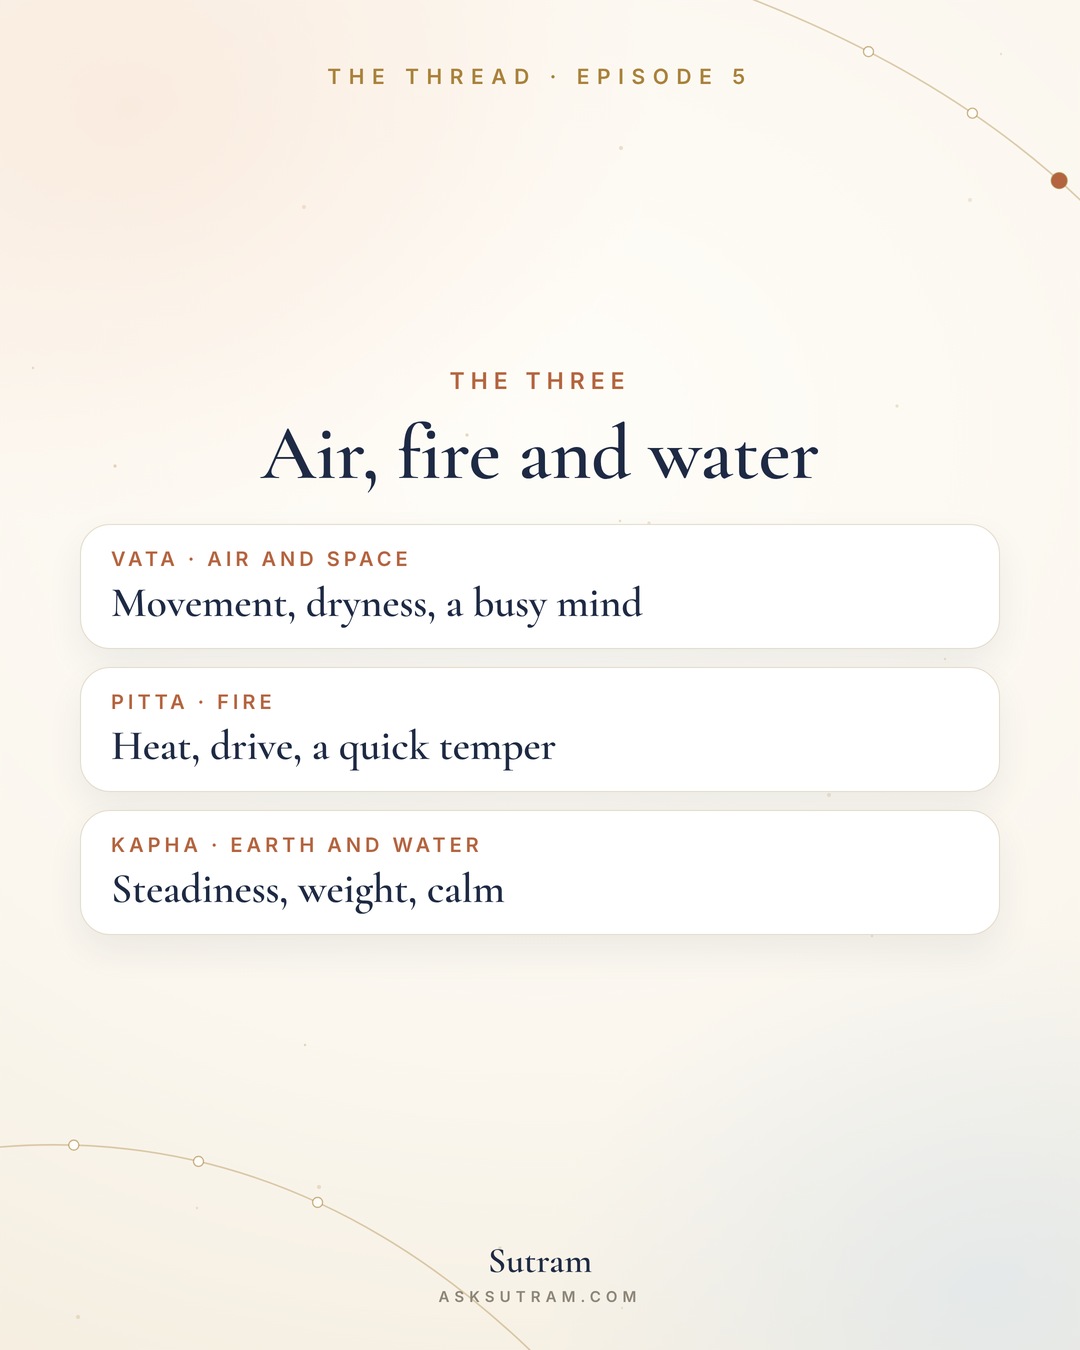 THE THREAD · EPISODE 5
THE THREE
Air, fire and water
VATA · AIR AND SPACE
Movement, dryness, a busy mind
PITTA · FIRE
Heat, drive, a quick temper
KAPHA · EARTH AND WATER
Steadiness, weight, calm
Sutram
ASKSUTRAM.COM